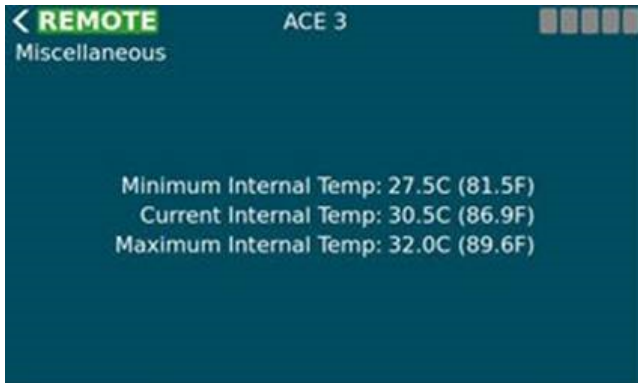 < REMOTE ACE 3
Miscellaneous
Minimum Internal Temp: 27.5C (81.5F)
Current Internal Temp: 30.5C (86.9F)
Maximum Internal Temp: 32.0C (89.6F)